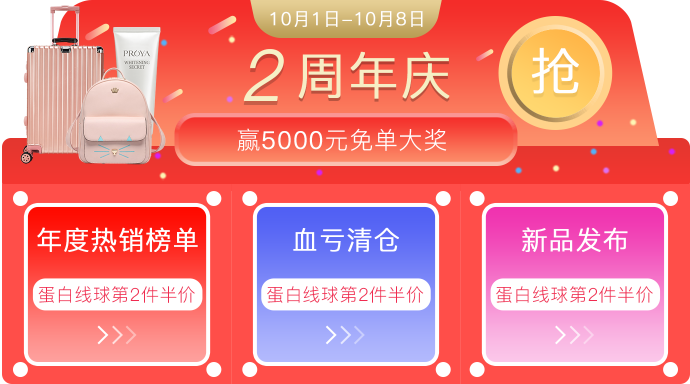 10月1日-10月8日
PROYA
WHITENING
SECRET
2周年庆
抢
赢5000元免单大奖
年度热销榜单
血亏清仓
新品发布
蛋白线球第2件半价
蛋白线球第2件半价
蛋白线球第2件半价